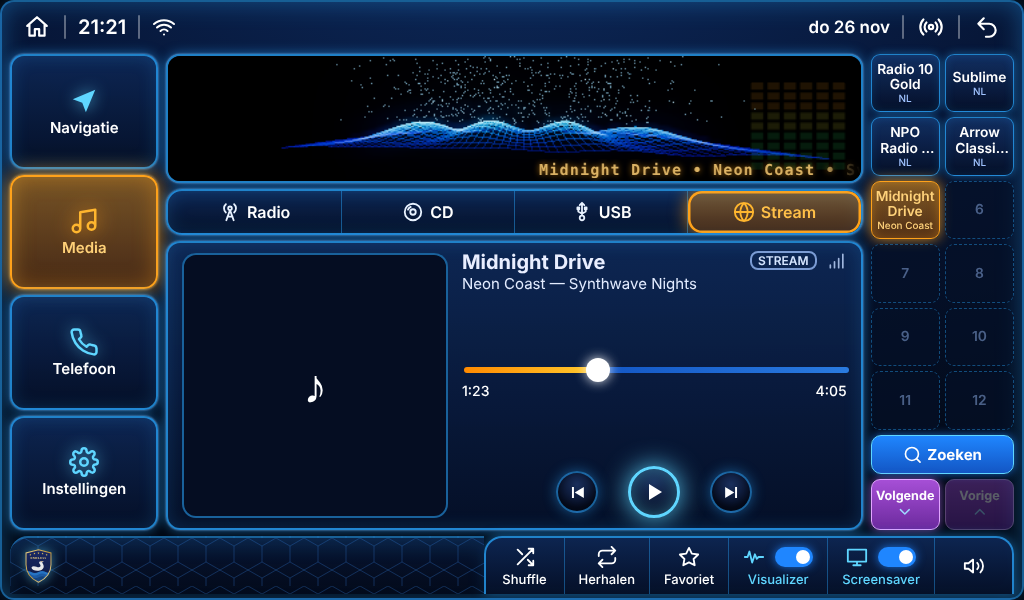 21:21
do 26 nov
Navigatie
Media
Telefoon
Instellingen
Midnight Drive • Neon Coast • S
Radio
CD
USB
Stream
Midnight Drive
STREAM
Neon Coast — Synthwave Nights
1:23
4:05
Radio 10
Gold
NL
Sublime
NL
NPO
Radio ...
NL
Arrow
Classi...
NL
Midnight
Drive
Neon Coast
6
7
8
9
10
11
12
Zoeken
Volgende
Vorige
Shuffle
Herhalen
Favoriet
Visualizer
Screensaver